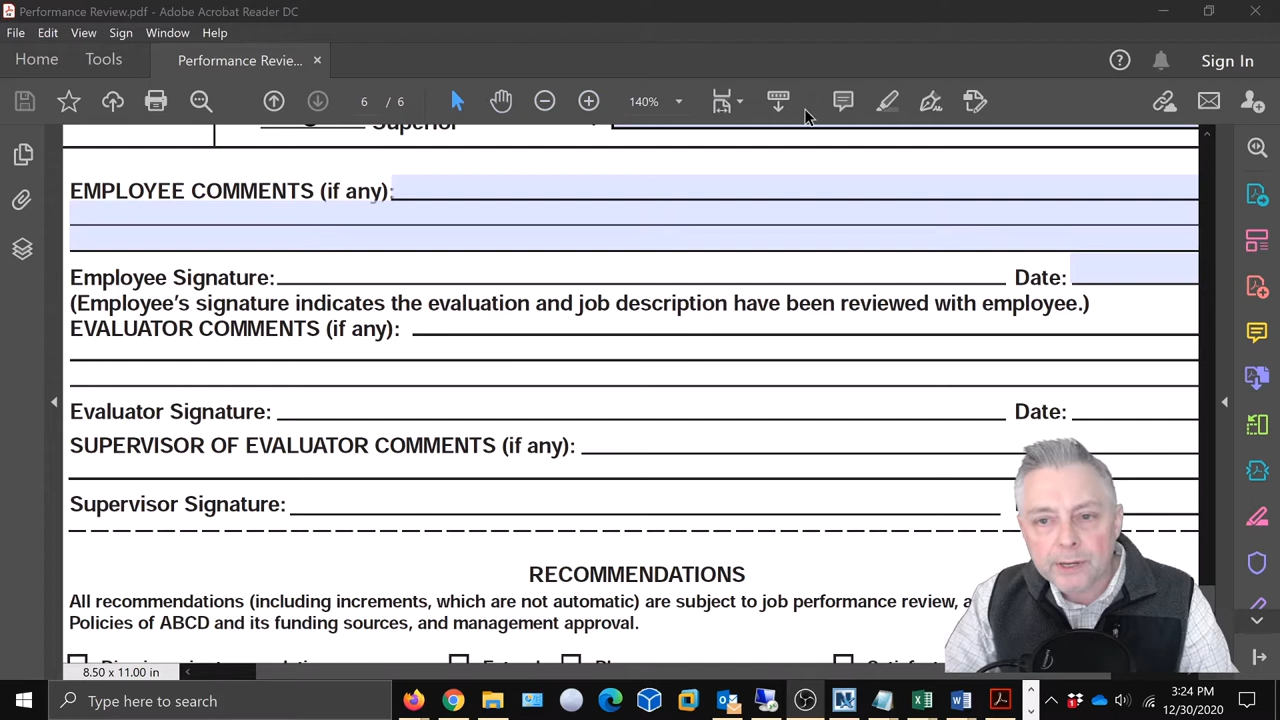 Performance Review.pdf - Adobe Acrobat Reader DC
File Edit View Sign Window Help
Home Tools Performance Revie... × Sign In
6 / 6 140%
Superior
EMPLOYEE COMMENTS (if any):
Employee Signature: Date:
(Employee's signature indicates the evaluation and job description have been reviewed with employee.)
EVALUATOR COMMENTS (if any):
Evaluator Signature: Date:
SUPERVISOR OF EVALUATOR COMMENTS (if any):
Supervisor Signature:
RECOMMENDATIONS
All recommendations (including increments, which are not automatic) are subject to job performance review, a
Policies of ABCD and its funding sources, and management approval.
8.50 x 11.00 in
Type here to search
3:24 PM
12/30/2020